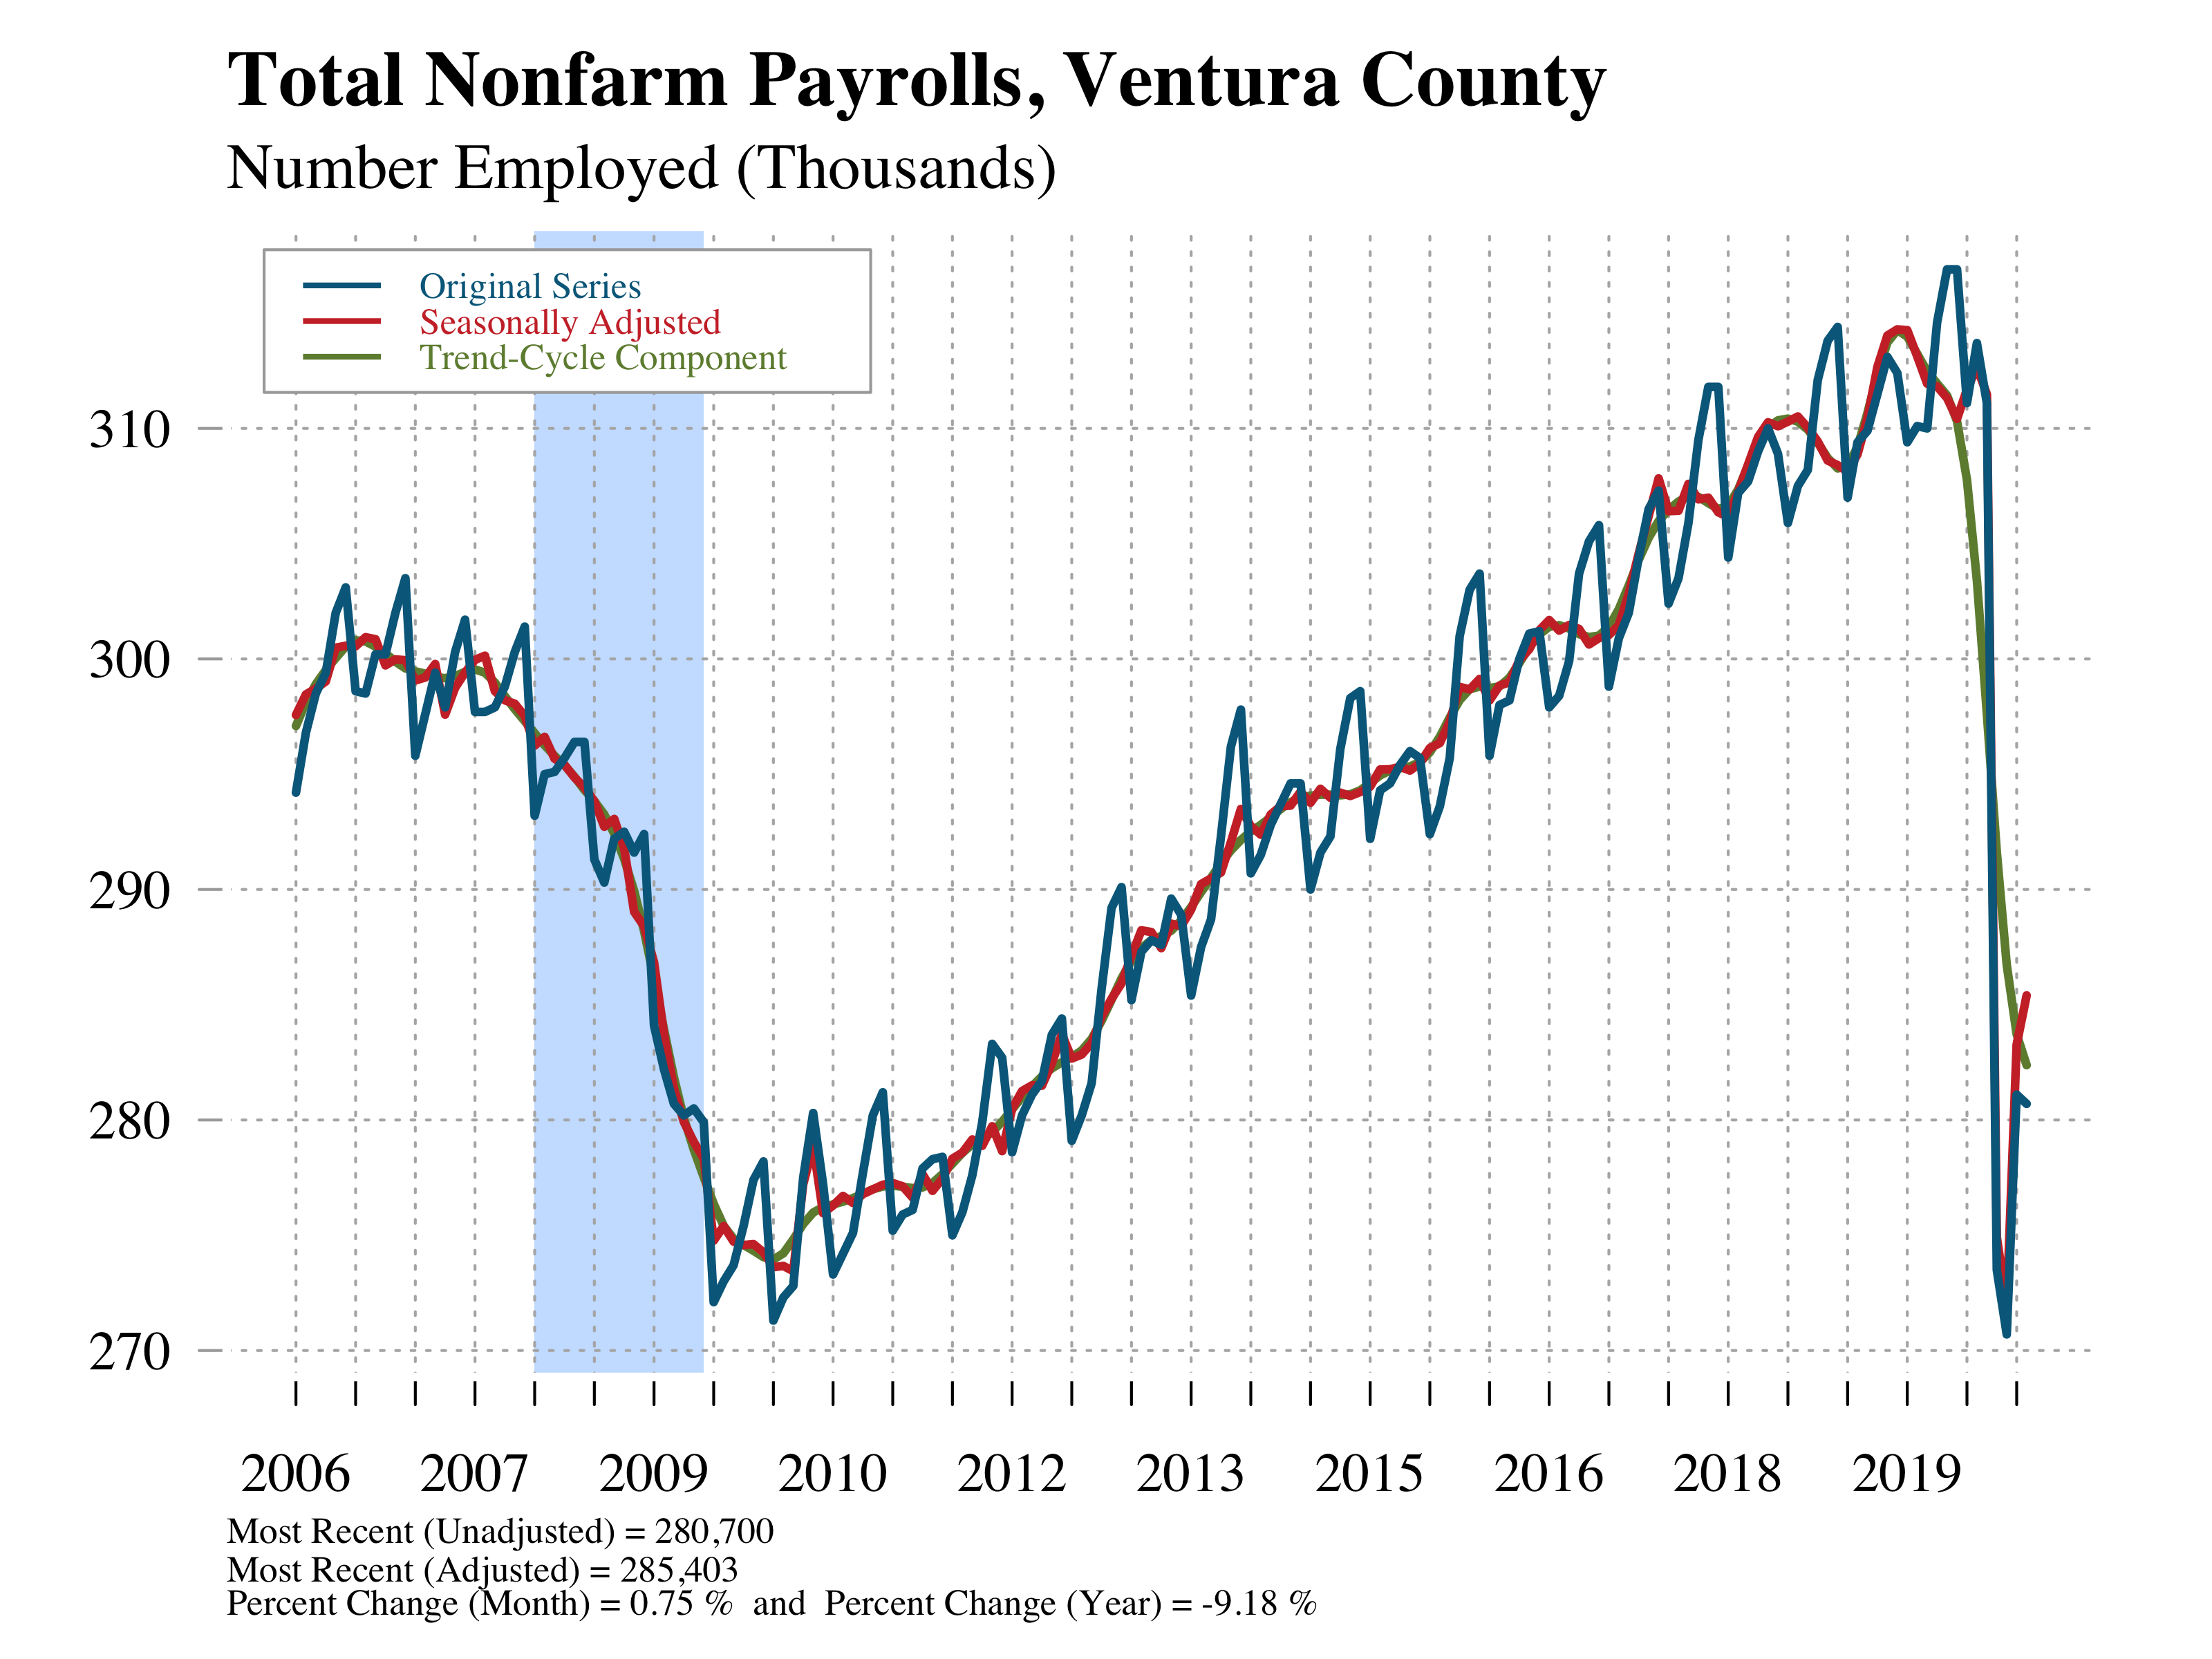 Total Nonfarm Payrolls, Ventura County
Number Employed (Thousands)
Original Series
Seasonally Adjusted
Trend-Cycle Component
310
300
290
280
270
2006 2007 2009 2010 2012 2013 2015 2016 2018 2019
Most Recent (Unadjusted) = 280,700
Most Recent (Adjusted) = 285,403
Percent Change (Month) = 0.75 % and Percent Change (Year) = -9.18 %